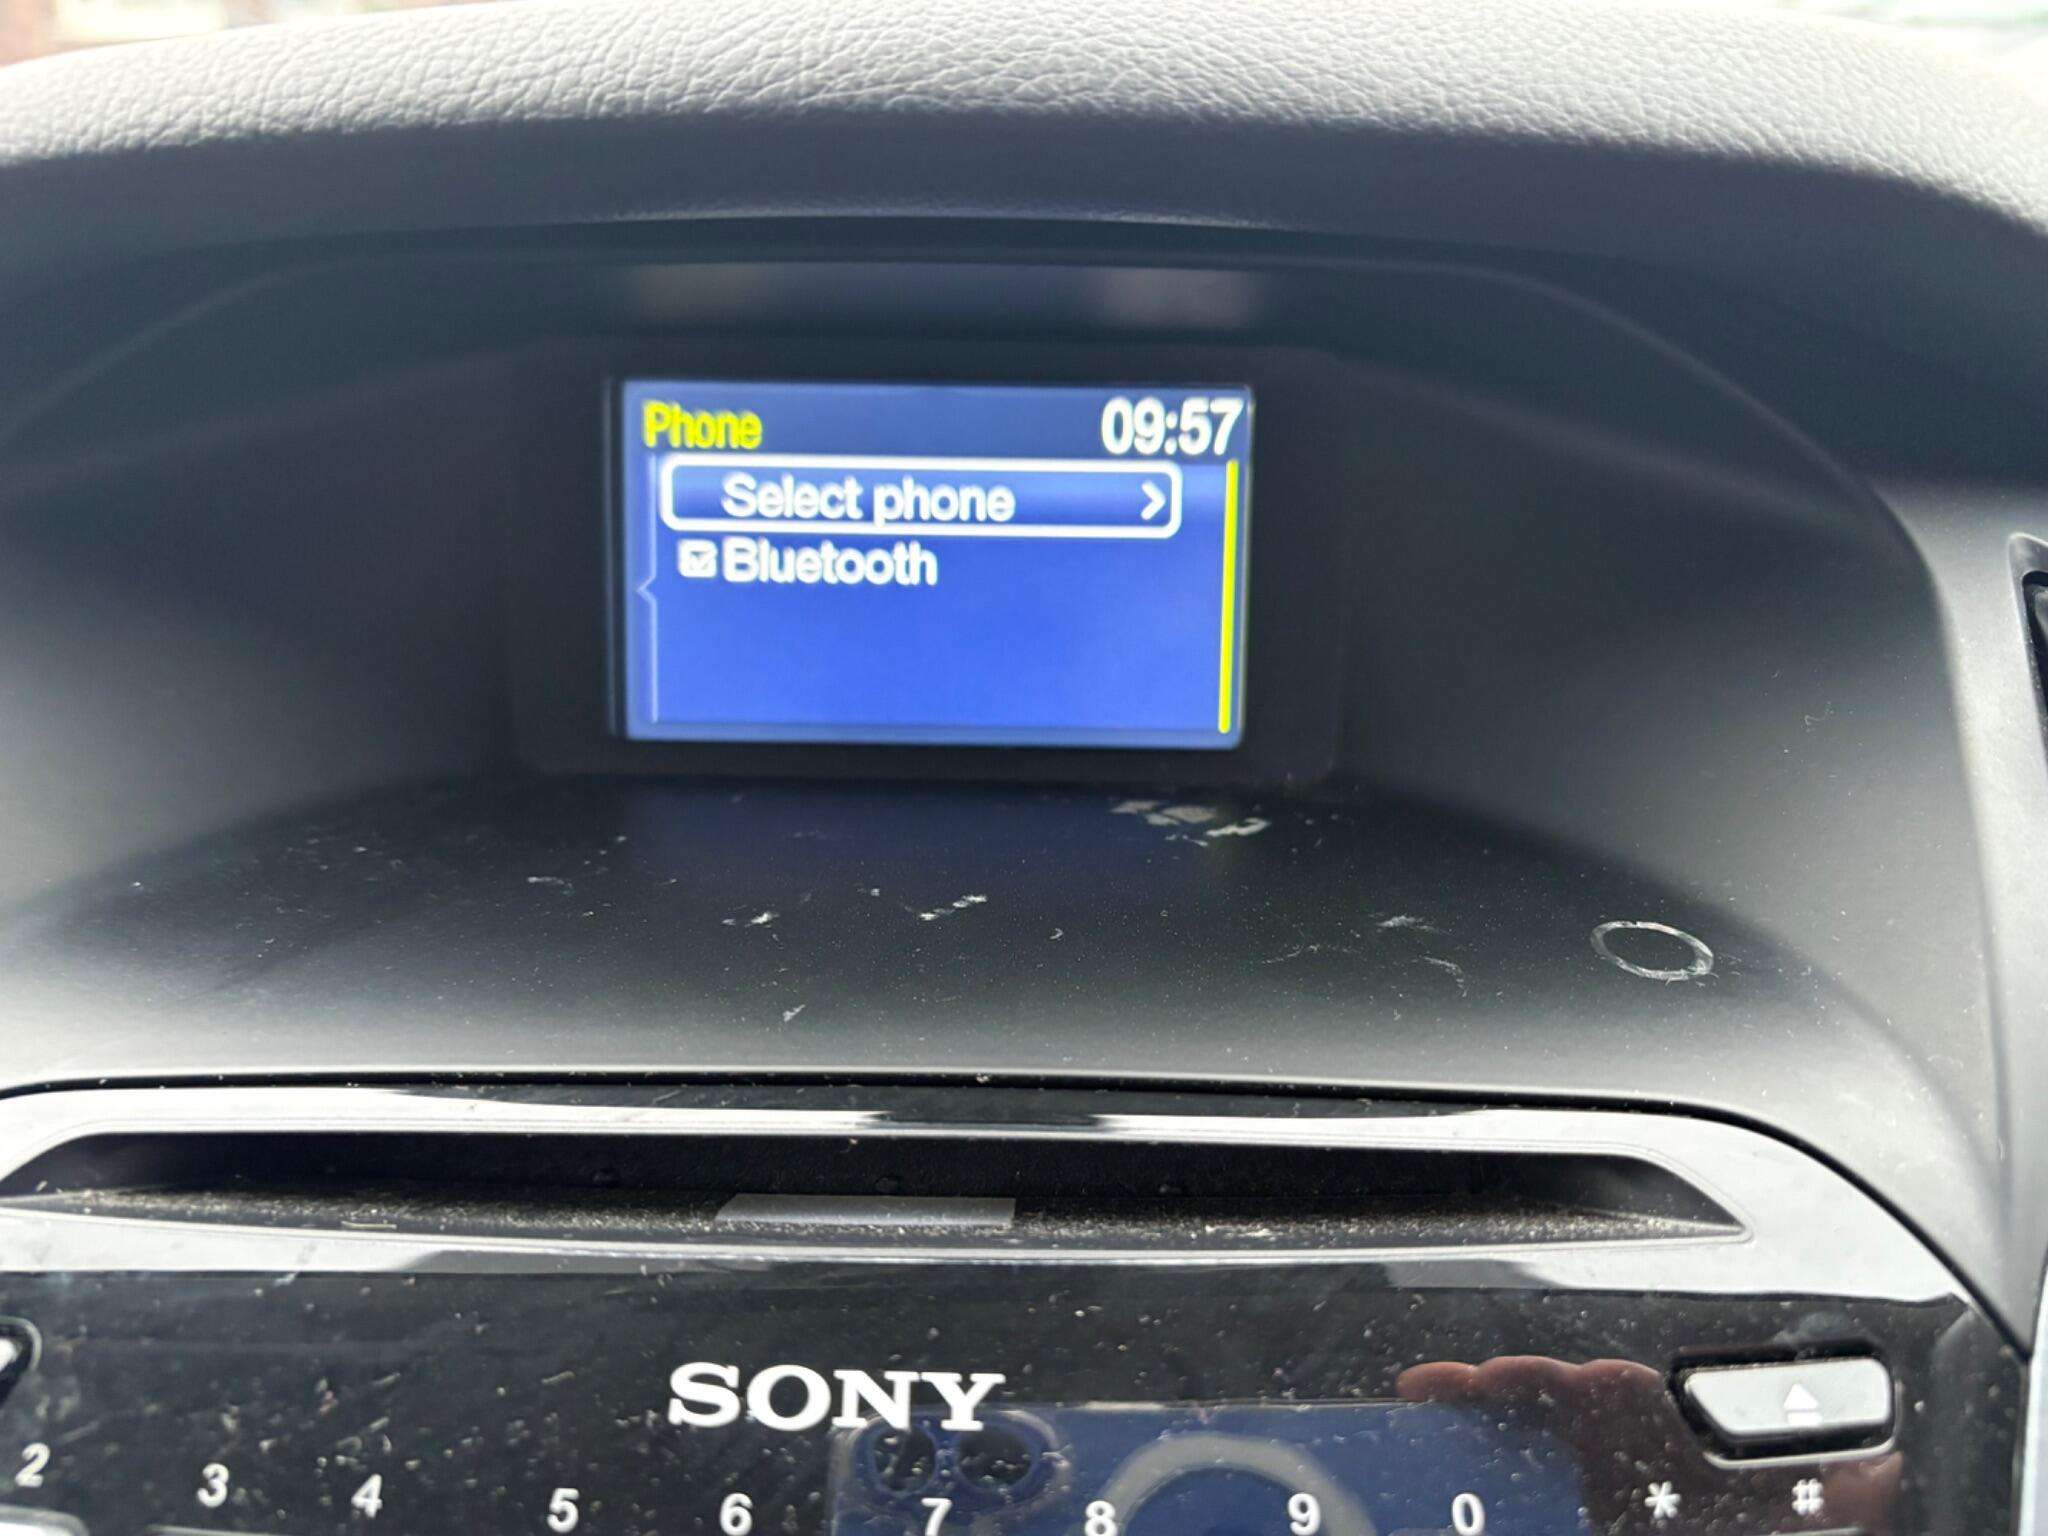 Phone 09:57
Select phone >
Bluetooth
SONY
2 3 4 5 6 7 8 9 0 * #